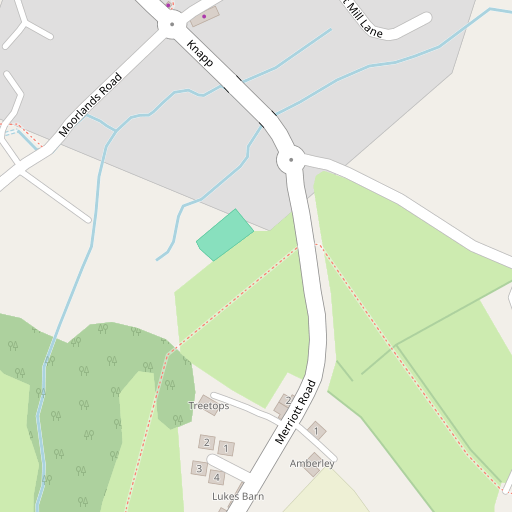 t Mill Lane
Knapp
Moorlands Road
Treetops
2
1
2
1
3
4
Merriott Road
Amberley
Lukes Barn